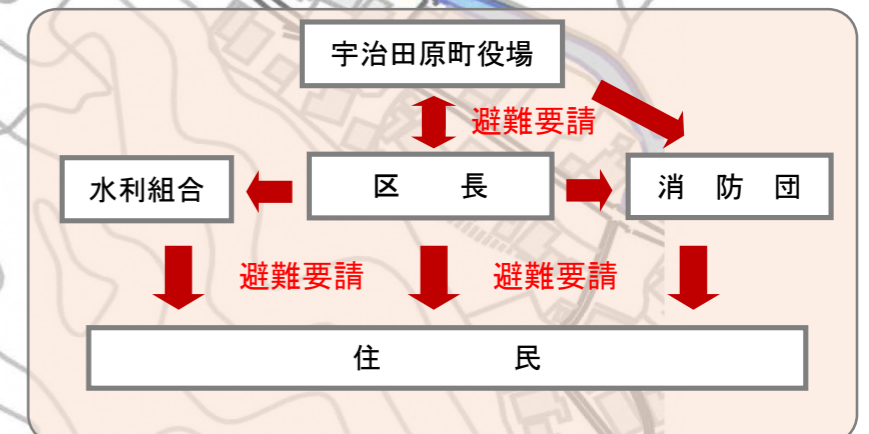 宇治田原町役場
避難要請
水利組合
区　　長
消　防　団
避難要請
避難要請
住　　　　民